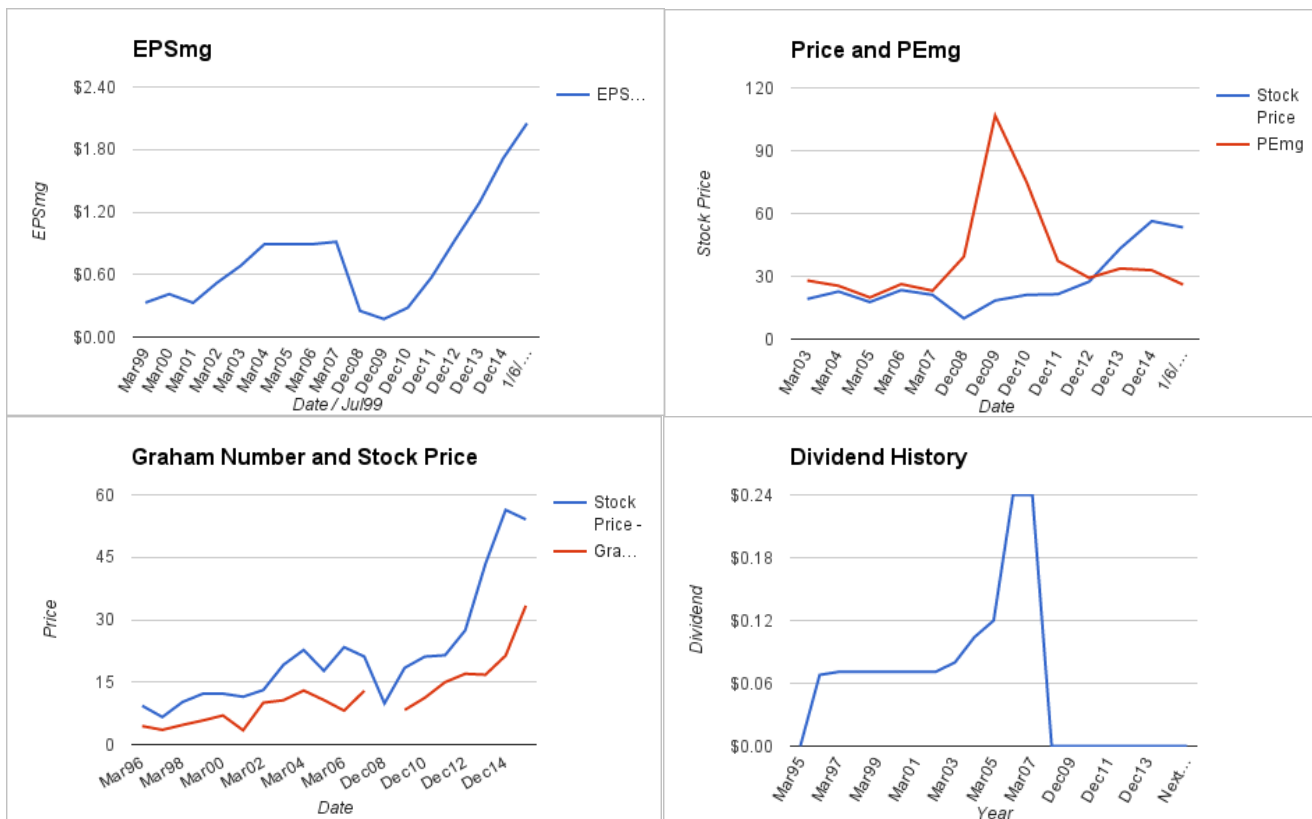 EPSmg
$2.40
$1.80
$1.20
$0.60
$0.00
EPSmg
EPS...
Mar99
Mar00
Mar01
Mar02
Mar03
Mar04
Mar05
Mar06
Mar07
Dec08
Dec09
Dec10
Dec11
Dec12
Dec13
Dec14
1/6/...
Date / Jul99
Price and PEmg
120
90
60
30
0
Stock Price
Stock
Price
PEmg
Mar03
Mar04
Mar05
Mar06
Mar07
Dec08
Dec09
Dec10
Dec11
Dec12
Dec13
Dec14
1/6/...
Date
Graham Number and Stock Price
60
45
30
15
0
Price
Stock
Price -
Gra...
Mar96
Mar98
Mar00
Mar02
Mar04
Mar06
Dec08
Dec10
Dec12
Dec14
Date
Dividend History
$0.24
$0.18
$0.12
$0.06
$0.00
Dividend
Mar95
Mar97
Mar99
Mar01
Mar03
Mar05
Mar07
Dec09
Dec11
Dec13
Next...
Year